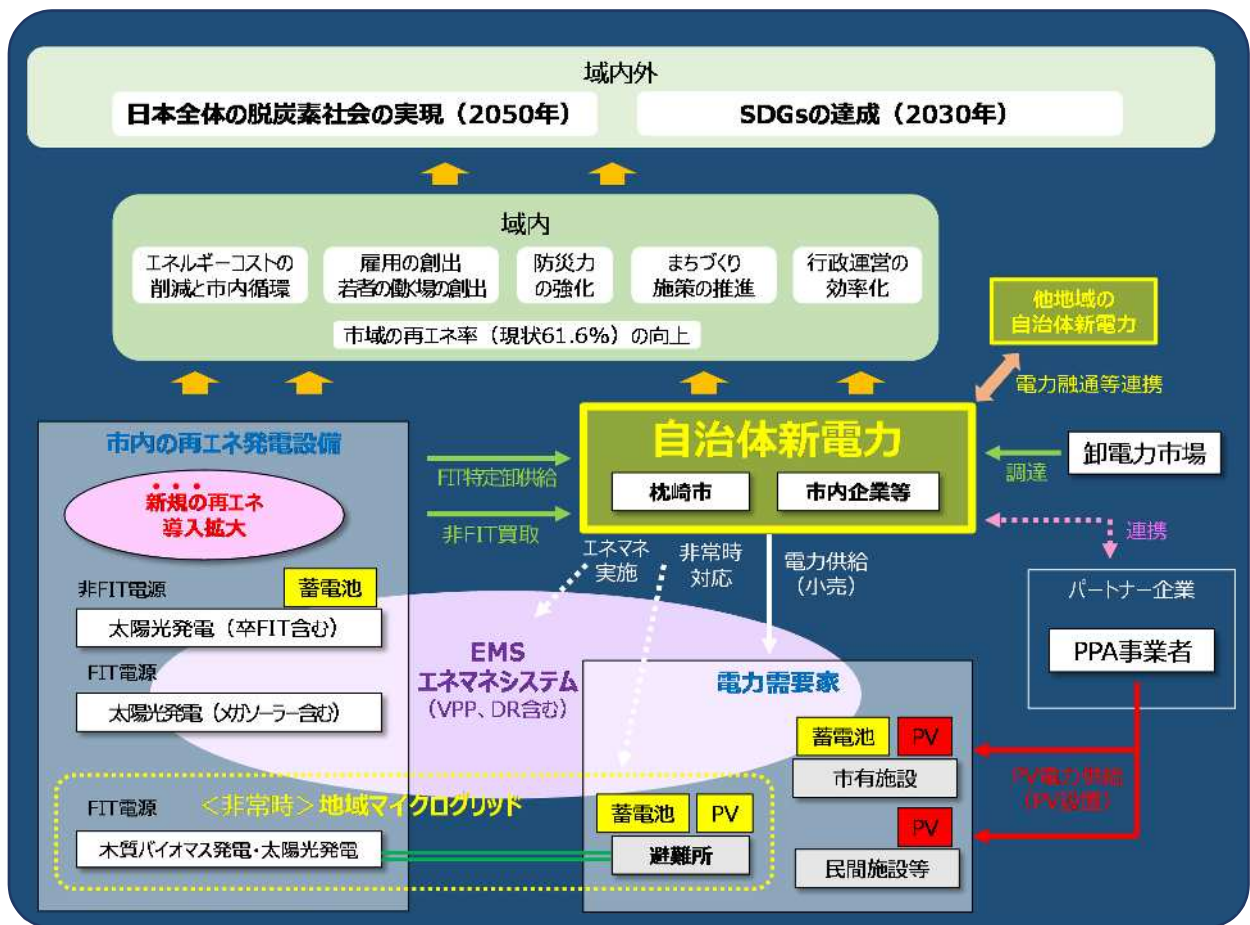 域内外
日本全体の脱炭素社会の実現（2050年）
SDGsの達成（2030年）
域内
エネルギーコストの
削減と市内循環
雇用の創出
若者の働く場の創出
防災力
の強化
まちづくり
施策の推進
行政運営の
効率化
市域の再エネ率（現状61.6%）の向上
他地域の
自治体新電力
電力融通等連携
市内の再エネ発電設備
新規の再エネ
導入拡大
非FIT電源
蓄電池
太陽光発電（卒FIT含む）
FIT電源
太陽光発電（メガソーラー含む）
FIT電源
＜非常時＞地域マイクログリッド
木質バイオマス発電・太陽光発電
FIT特定卸供給
非FIT買取
自治体新電力
枕崎市
市内企業等
調達
卸電力市場
連携
エネマネ
実施
非常時
対応
電力供給
（小売）
パートナー企業
PPA事業者
EMS
エネマネシステム
（VPP、DR含む）
電力需要家
蓄電池
PV
市有施設
PV
民間施設等
蓄電池
PV
避難所
PV電力供給
（PV設置）